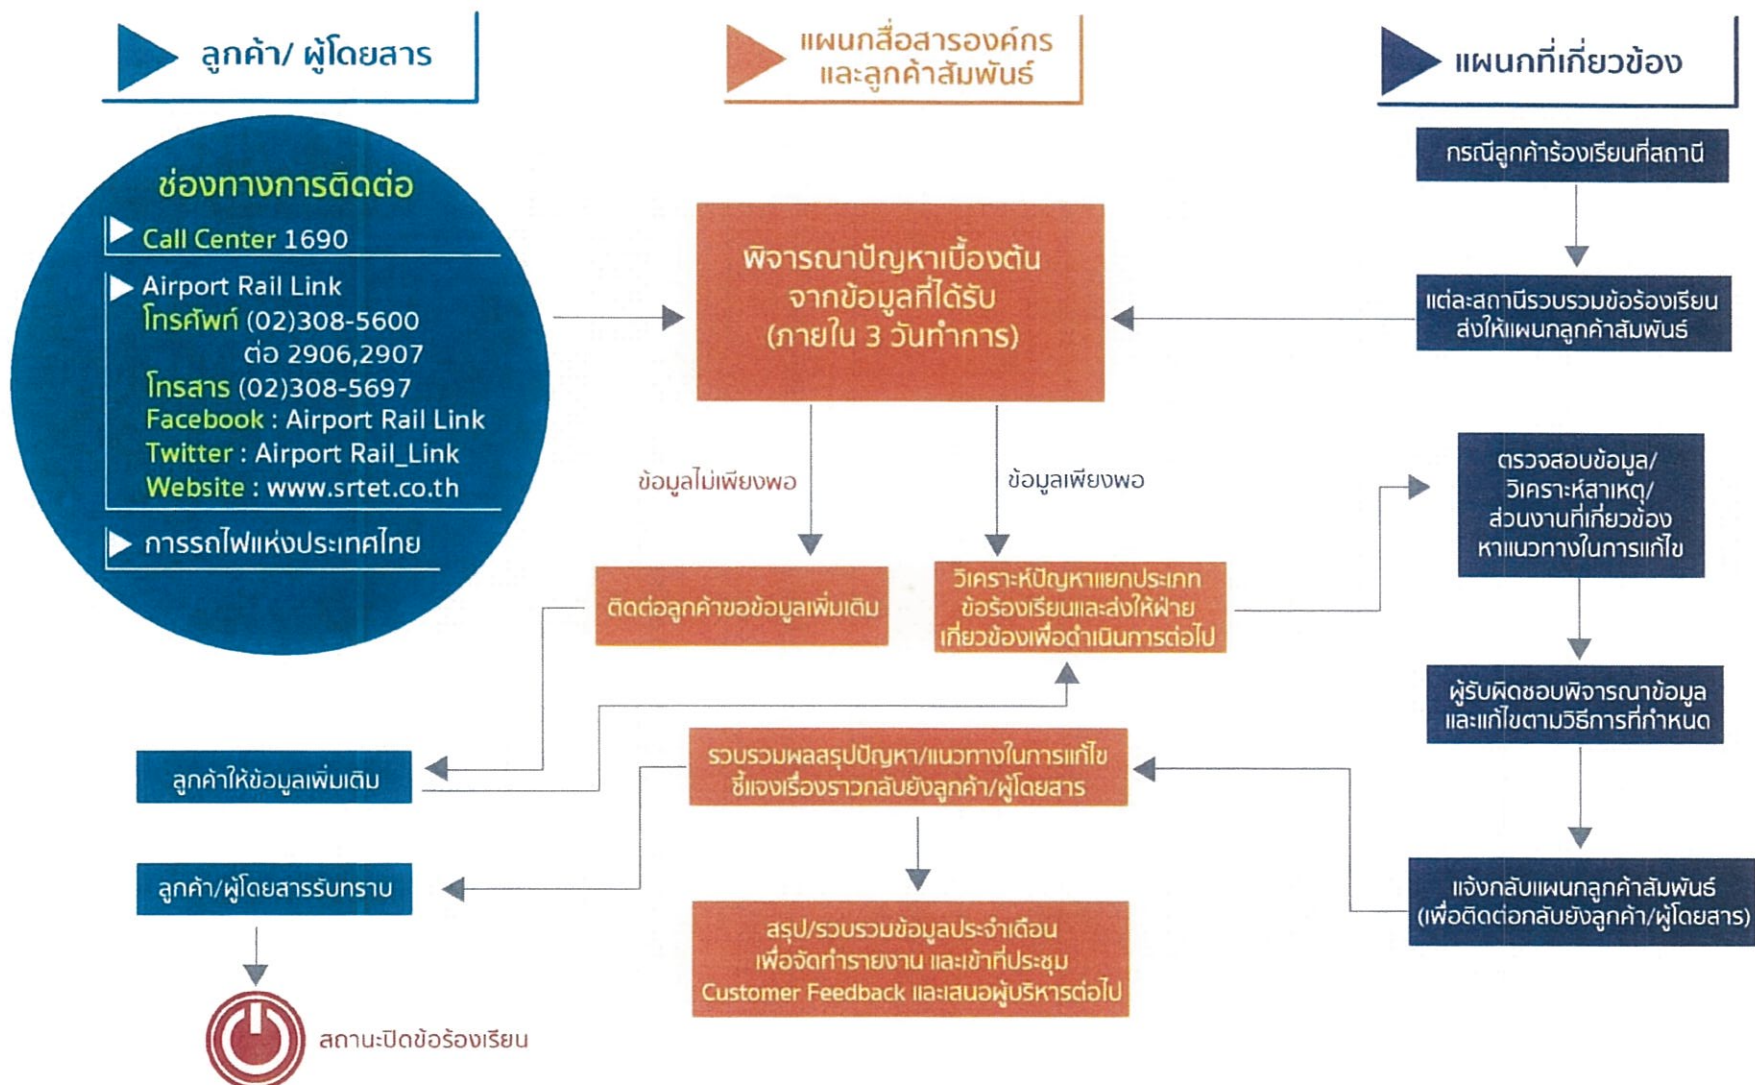 ลูกค้า/ ผู้โดยสาร
แผนกสื่อสารองค์กร
และลูกค้าสัมพันธ์
แผนกที่เกี่ยวข้อง
ช่องทางการติดต่อ
Call Center 1690
Airport Rail Link
โทรศัพท์ (02)308-5600
ต่อ 2906,2907
โทรสาร (02)308-5697
Facebook : Airport Rail Link
Twitter : Airport Rail_Link
Website : www.srtet.co.th
การรถไฟแห่งประเทศไทย
พิจารณาปัญหาเบื้องต้น
จากข้อมูลที่ได้รับ
(ภายใน 3 วันทำการ)
กรณีลูกค้าร้องเรียนที่สถานี
แต่ละสถานีรวบรวมข้อร้องเรียน
ส่งให้แผนกลูกค้าสัมพันธ์
ข้อมูลไม่เพียงพอ
ข้อมูลเพียงพอ
ตรวจสอบข้อมูล/
วิเคราะห์สาเหตุ/
ส่วนงานที่เกี่ยวข้อง
หาแนวทางในการแก้ไข
ติดต่อลูกค้าขอข้อมูลเพิ่มเติม
วิเคราะห์ปัญหาแยกประเภท
ข้อร้องเรียนและส่งให้ฝ่าย
เกี่ยวข้องเพื่อดำเนินการต่อไป
ผู้รับผิดชอบพิจารณาข้อมูล
และแก้ไขตามวิธีการที่กำหนด
ลูกค้าให้ข้อมูลเพิ่มเติม
รวบรวมผลสรุปปัญหา/แนวทางในการแก้ไข
ชี้แจงเรื่องราวกลับยังลูกค้า/ผู้โดยสาร
ลูกค้า/ผู้โดยสารรับทราบ
แจ้งกลับแผนกลูกค้าสัมพันธ์
(เพื่อติดต่อกลับยังลูกค้า/ผู้โดยสาร)
สรุป/รวบรวมข้อมูลประจำเดือน
เพื่อจัดทำรายงาน และเข้าที่ประชุม
Customer Feedback และเสนอผู้บริหารต่อไป
สถานะปิดข้อร้องเรียน